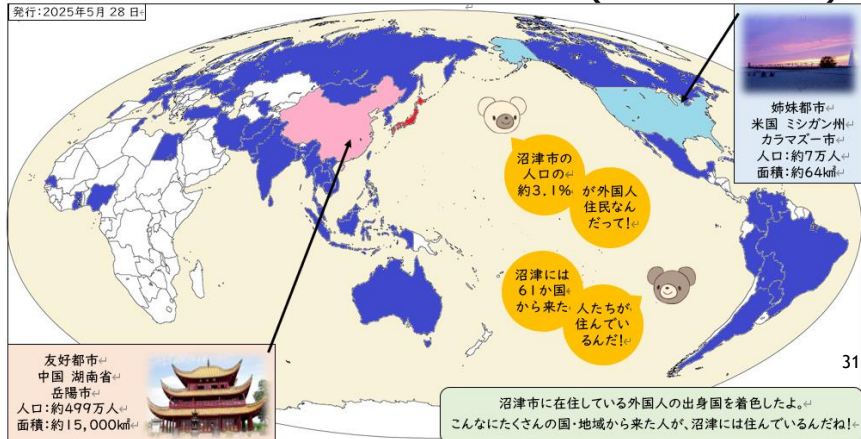 発行:2025年5月28日
姉妹都市
米国 ミシガン州
カラマズー市
人口:約7万人
面積:約64㎢
沼津市の
人口の
約3.1%
が外国人
住民なん
だって!
沼津には
61か国
から来た
人たちが
住んでい
るんだ!
31
友好都市
中国 湖南省
岳陽市
人口:約499万人
面積:約15,000㎢
沼津市に在住している外国人の出身国を着色したよ。
こんなにたくさんの国・地域から来た人が、沼津には住んでいるんだね!